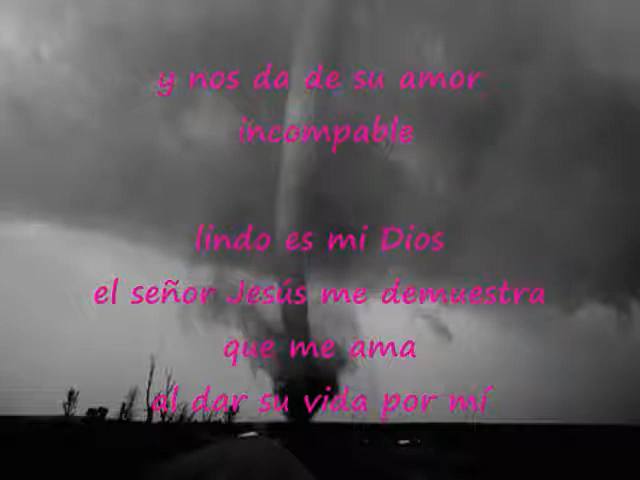 y nos da de su amor
incompable
lindo es mi Dios
el señor Jesús me demuestra
que me ama
al dar su vida por mí